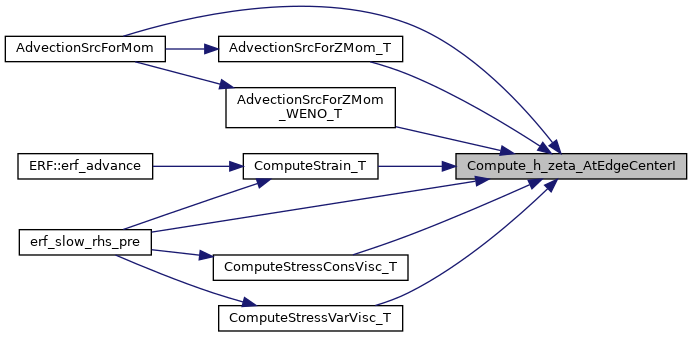 AdvectionSrcForMom
AdvectionSrcForZMom_T
AdvectionSrcForZMom
_WENO_T
ERF::erf_advance
ComputeStrain_T
Compute_h_zeta_AtEdgeCenterI
erf_slow_rhs_pre
ComputeStressConsVisc_T
ComputeStressVarVisc_T